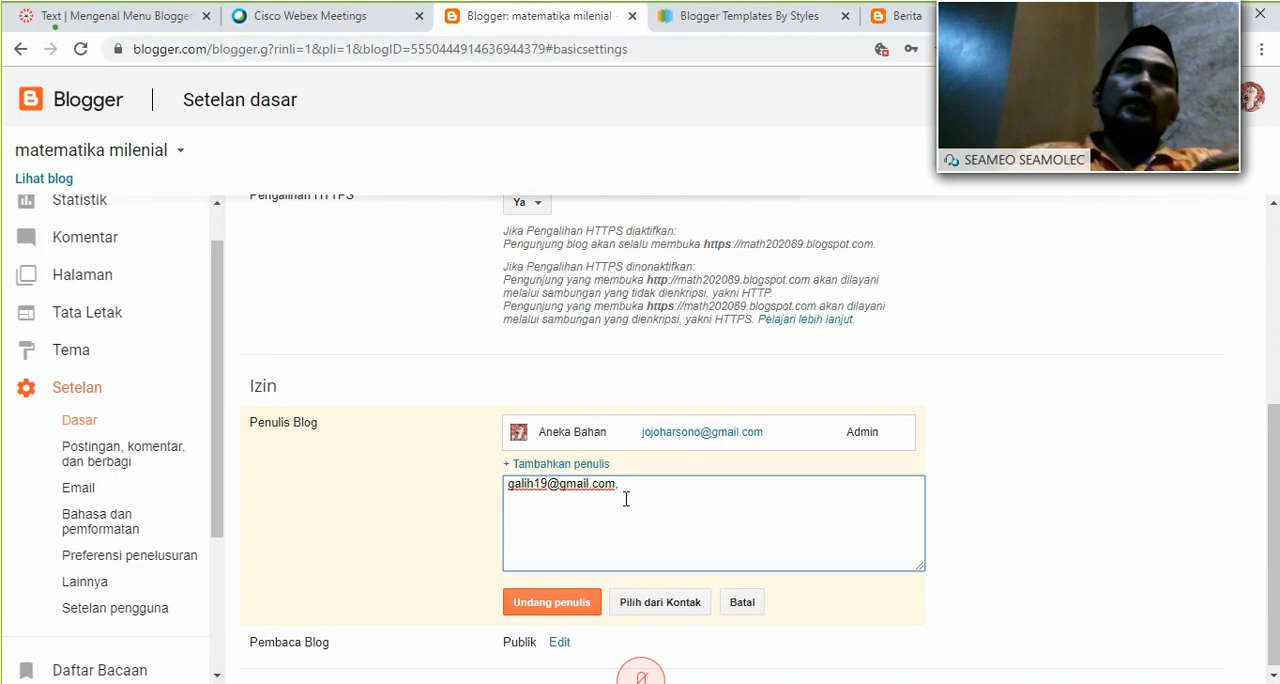 Text | Mengenal Menu Blogger
Cisco Webex Meetings
Blogger: matematika milenial -
Blogger Templates By Styles
Berita
blogger.com/blogger.g?rinli=1&pli=1&blogID=5550444914636944379#basicsettings
Blogger
Setelan dasar
SEAMEO SEAMOLEC
matematika milenial
Lihat blog
Statistik
Komentar
Halaman
Tata Letak
Tema
Setelan
Dasar
Postingan, komentar,
dan berbagi
Email
Bahasa dan
pemformatan
Preferensi penelusuran
Lainnya
Setelan pengguna
Daftar Bacaan
Pengalihan HTTPS
Ya
Jika Pengalihan HTTPS diaktifkan:
Pengunjung blog akan selalu membuka https://math202089.blogspot.com.
Jika Pengalihan HTTPS dinonaktifkan:
Pengunjung yang membuka http://math202089.blogspot.com akan dilayani
melalui sambungan yang tidak dienkripsi, yakni HTTP.
Pengunjung yang membuka https://math202089.blogspot.com akan dilayani
melalui sambungan yang dienkripsi, yakni HTTPS. Pelajari lebih lanjut.
Izin
Penulis Blog
Aneka Bahan jojoharsono@gmail.com Admin
+ Tambahkan penulis
galih19@gmail.com,
Undang penulis
Pilih dari Kontak
Batal
Pembaca Blog
Publik Edit